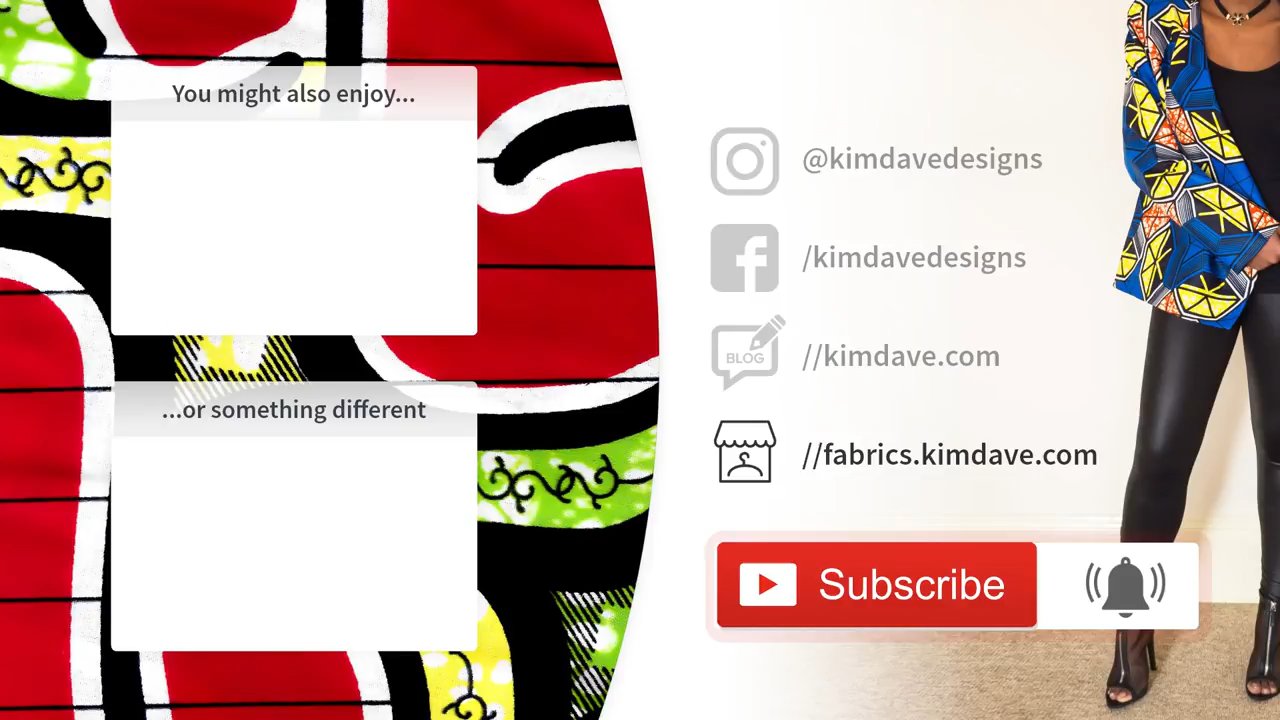 You might also enjoy...
...or something different
@kimdavedesigns
/kimdavedesigns
BLOG
//kimdave.com
//fabrics.kimdave.com
Subscribe